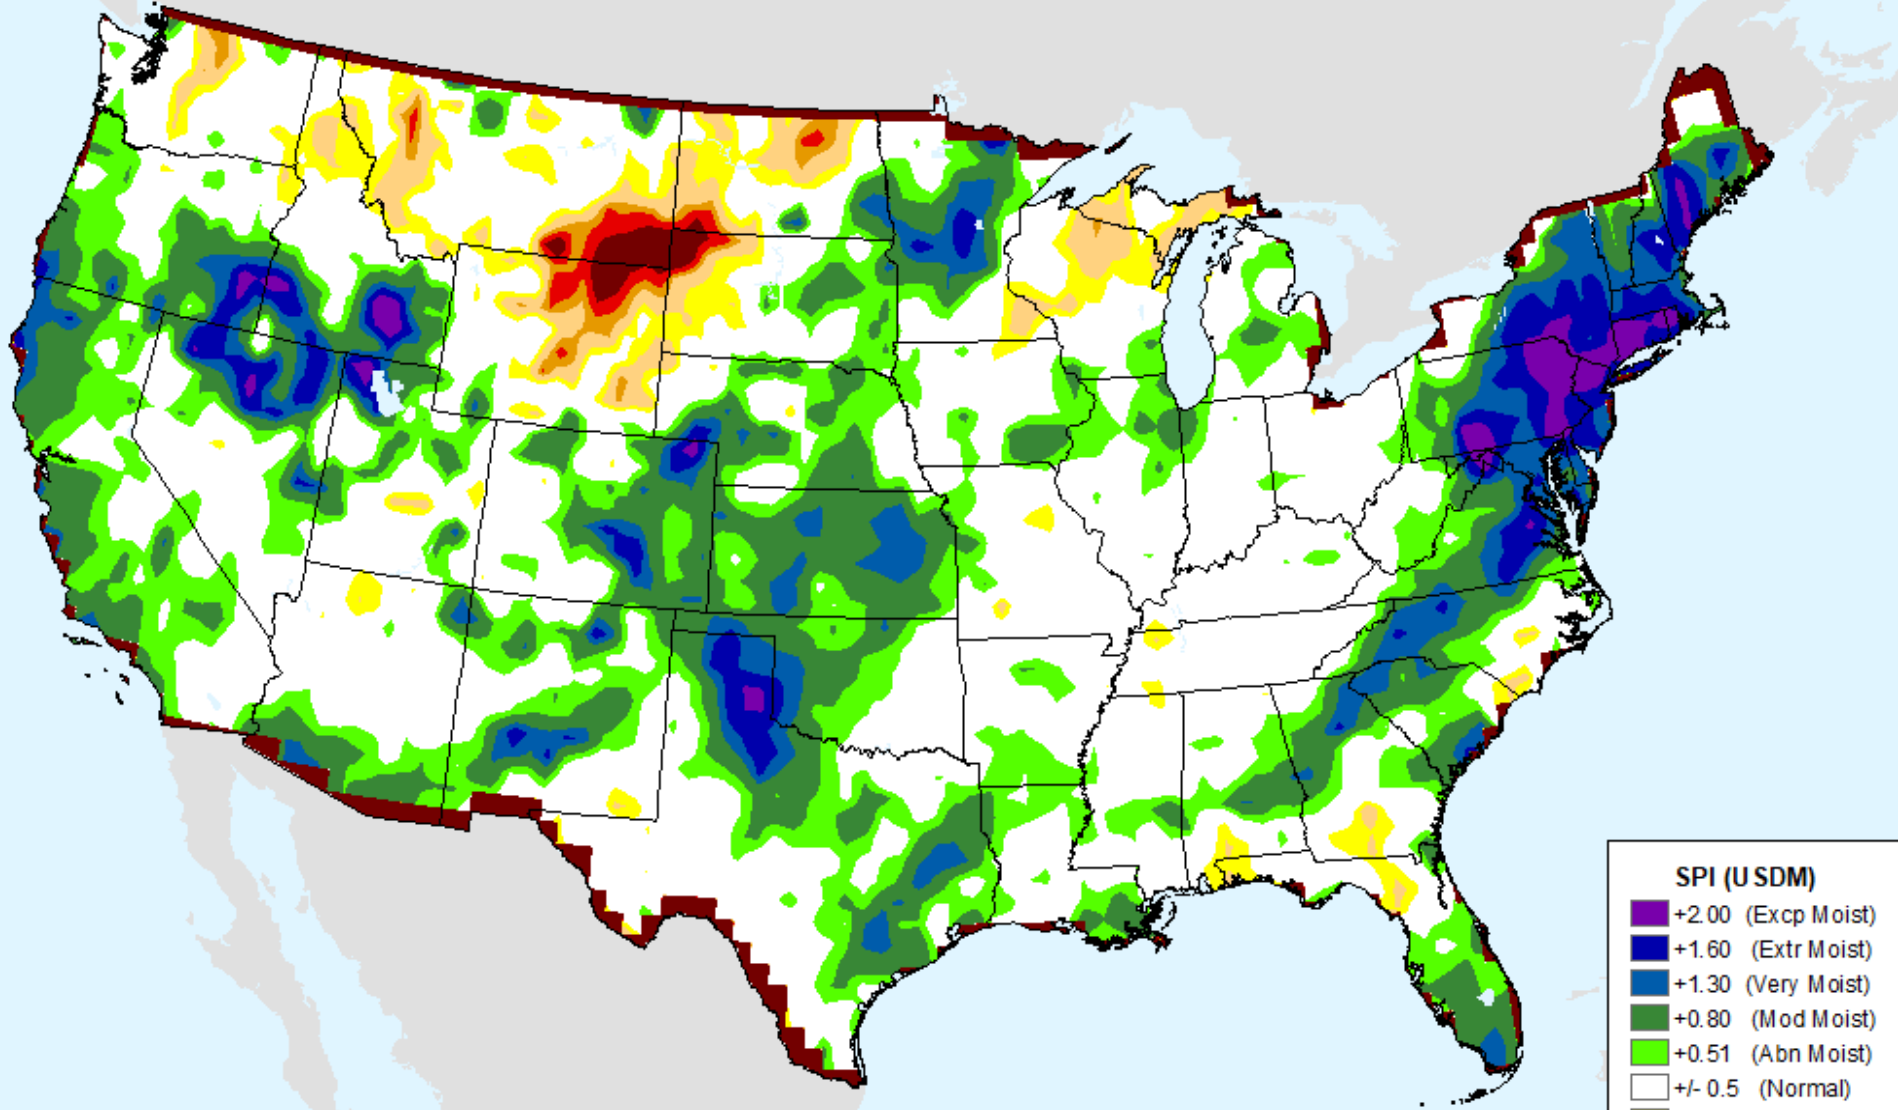 SPI (USDM)
+2.00 (Excp Moist)
+1.60 (Extr Moist)
+1.30 (Very Moist)
+0.80 (Mod Moist)
+0.51 (Abn Moist)
+/- 0.5 (Normal)